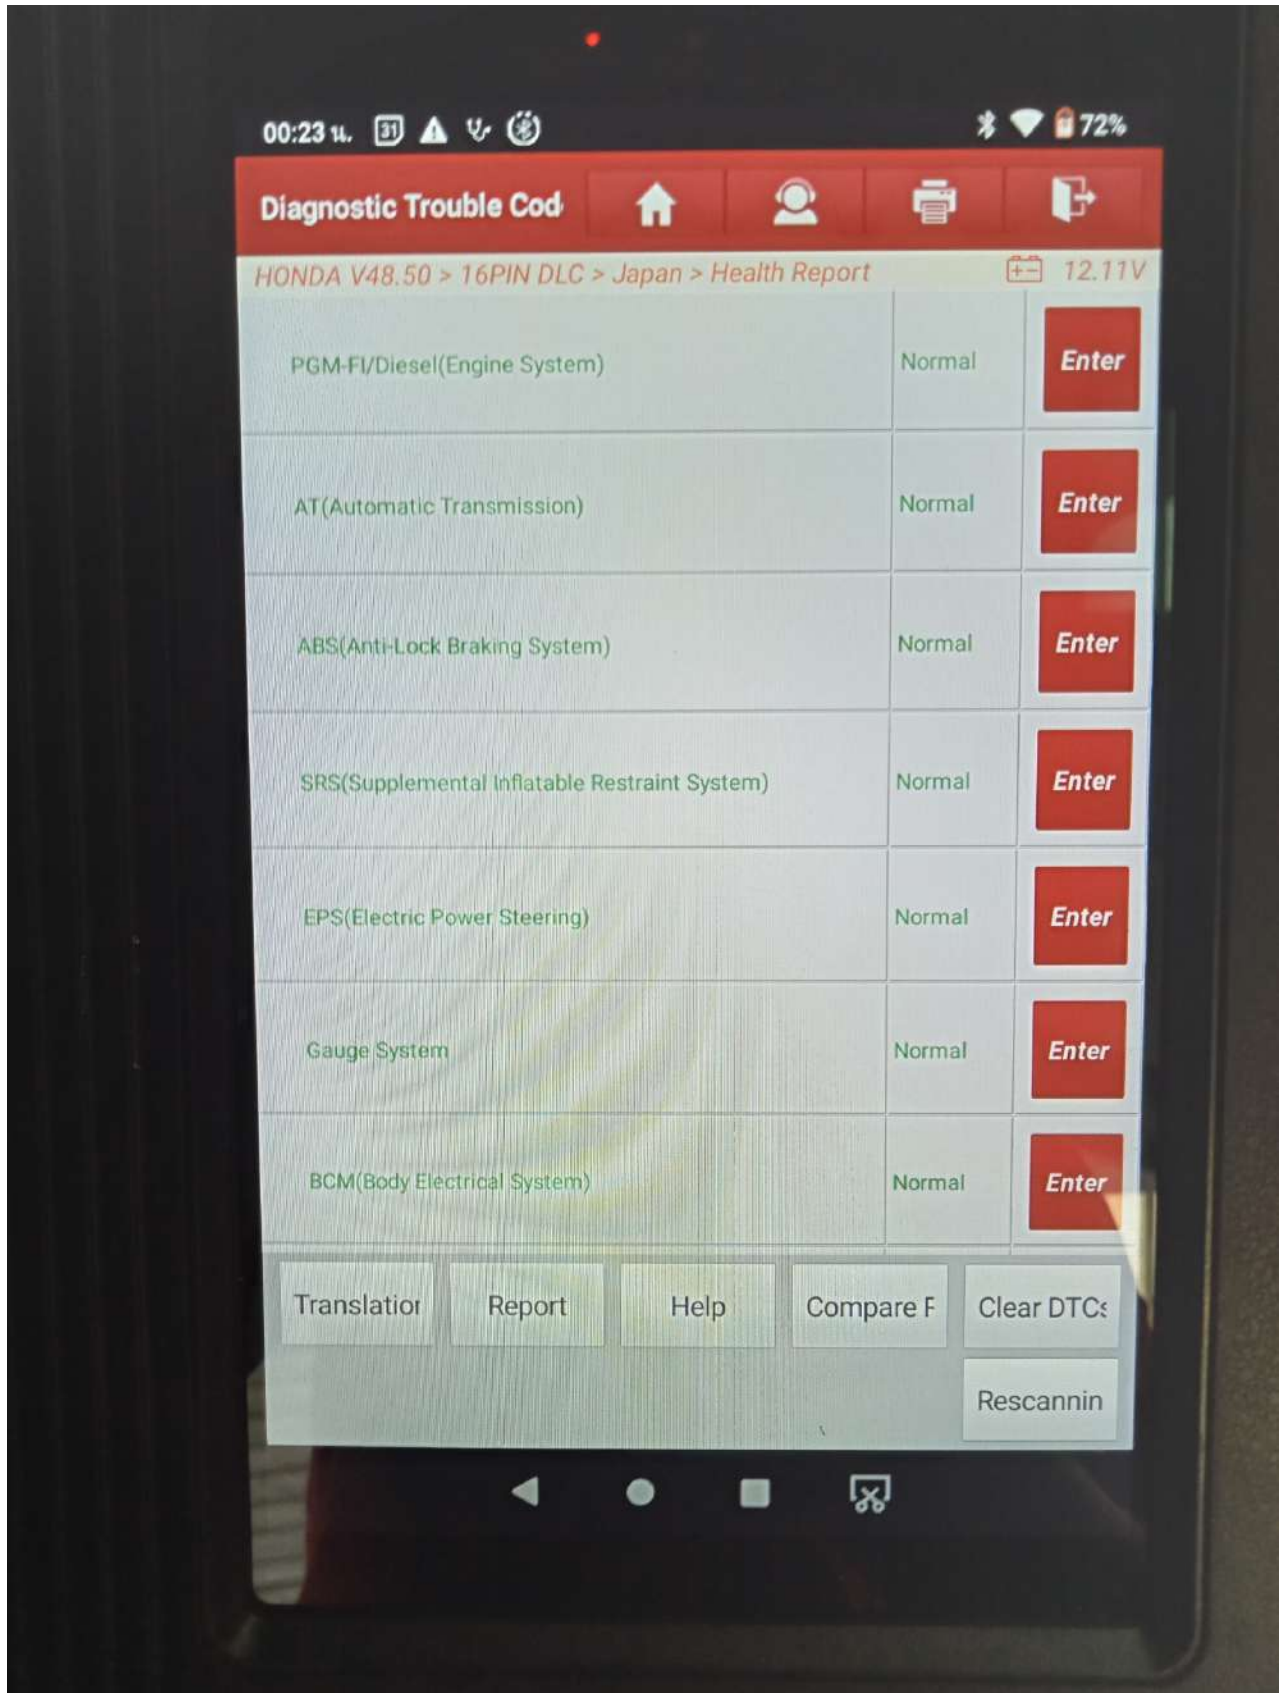 00:23 น. 31 72%
Diagnostic Trouble Cod
HONDA V48.50 > 16PIN DLC > Japan > Health Report 12.11V
PGM-FI/Diesel(Engine System) Normal Enter
AT(Automatic Transmission) Normal Enter
ABS(Anti-Lock Braking System) Normal Enter
SRS(Supplemental Inflatable Restraint System) Normal Enter
EPS(Electric Power Steering) Normal Enter
Gauge System Normal Enter
BCM(Body Electrical System) Normal Enter
Translation Report Help Compare F Clear DTCs
Rescannin